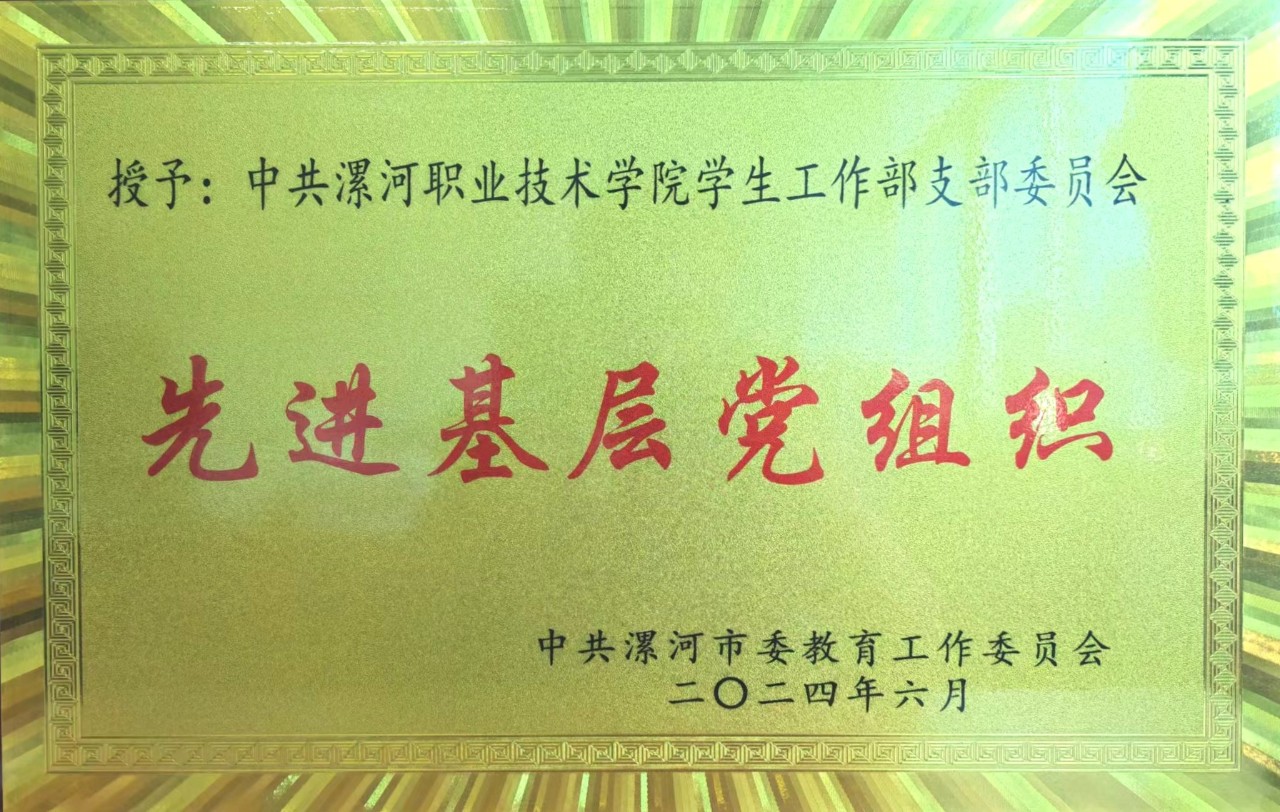 授予：中共漯河职业技术学院学生工作部支部委员会
先进基层党组织
中共漯河市委教育工作委员会
二〇二四年六月